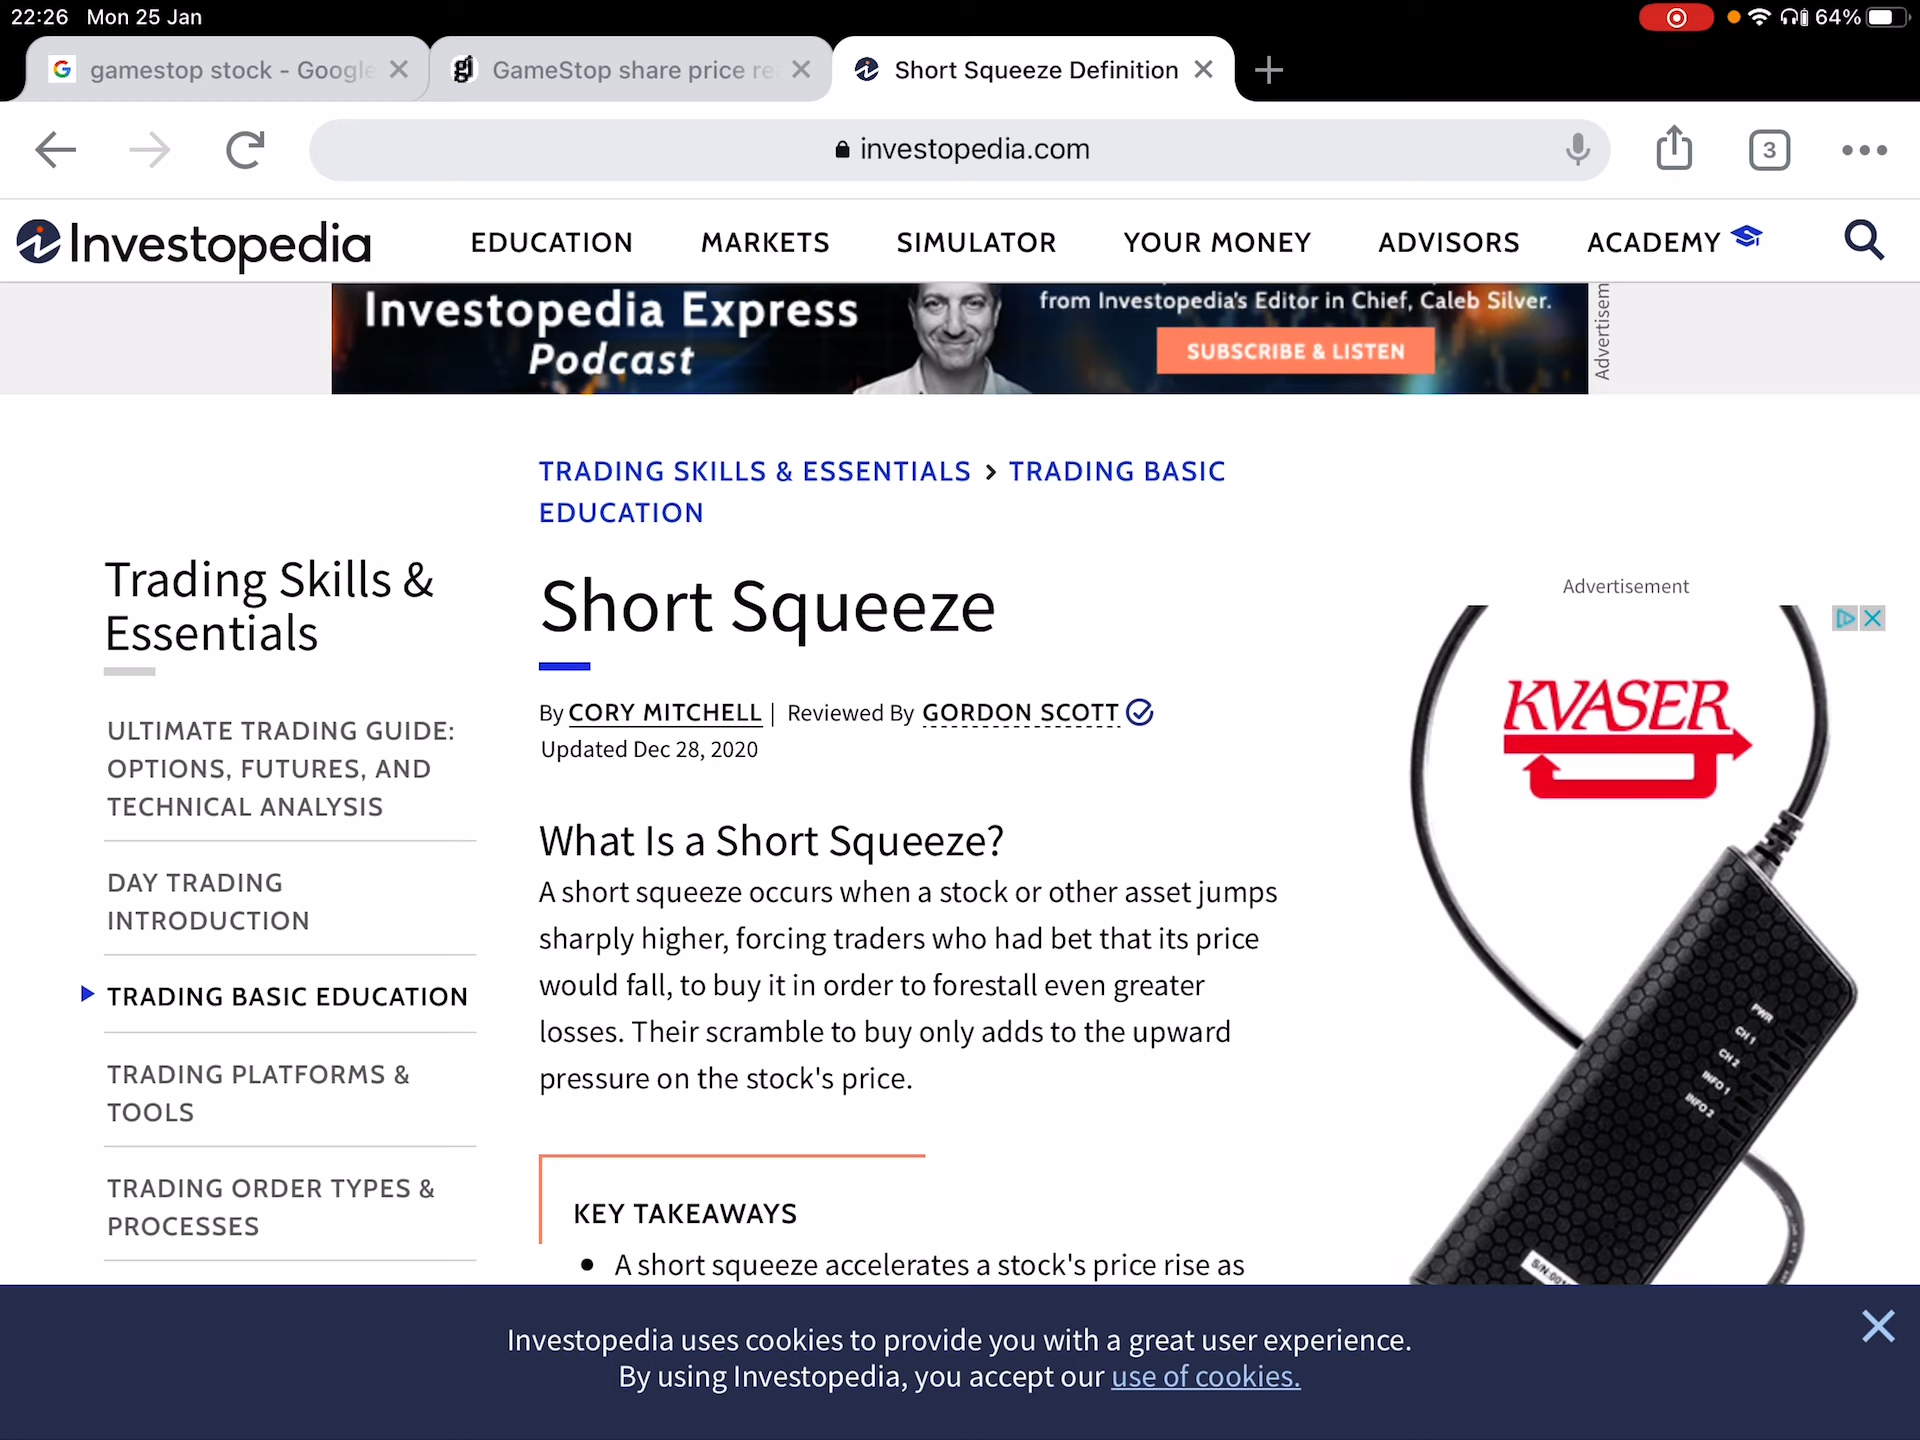 22:26 Mon 25 Jan
64%
gamestop stock - Google
GameStop share price re
Short Squeeze Definition
investopedia.com
3
Investopedia
EDUCATION
MARKETS
SIMULATOR
YOUR MONEY
ADVISORS
ACADEMY
Investopedia Express
Podcast
from Investopedia's Editor in Chief, Caleb Silver.
SUBSCRIBE & LISTEN
Advertisem
TRADING SKILLS & ESSENTIALS > TRADING BASIC
EDUCATION
Trading Skills &
Essentials
ULTIMATE TRADING GUIDE:
OPTIONS, FUTURES, AND
TECHNICAL ANALYSIS
DAY TRADING
INTRODUCTION
TRADING BASIC EDUCATION
TRADING PLATFORMS &
TOOLS
TRADING ORDER TYPES &
PROCESSES
Short Squeeze
By CORY MITCHELL | Reviewed By GORDON SCOTT
Updated Dec 28, 2020
What Is a Short Squeeze?
A short squeeze occurs when a stock or other asset jumps
sharply higher, forcing traders who had bet that its price
would fall, to buy it in order to forestall even greater
losses. Their scramble to buy only adds to the upward
pressure on the stock's price.
KEY TAKEAWAYS
• A short squeeze accelerates a stock's price rise as
Advertisement
KVASER
PWR
CH 1
CH 2
INFO 1
INFO 2
Investopedia uses cookies to provide you with a great user experience.
By using Investopedia, you accept our use of cookies.